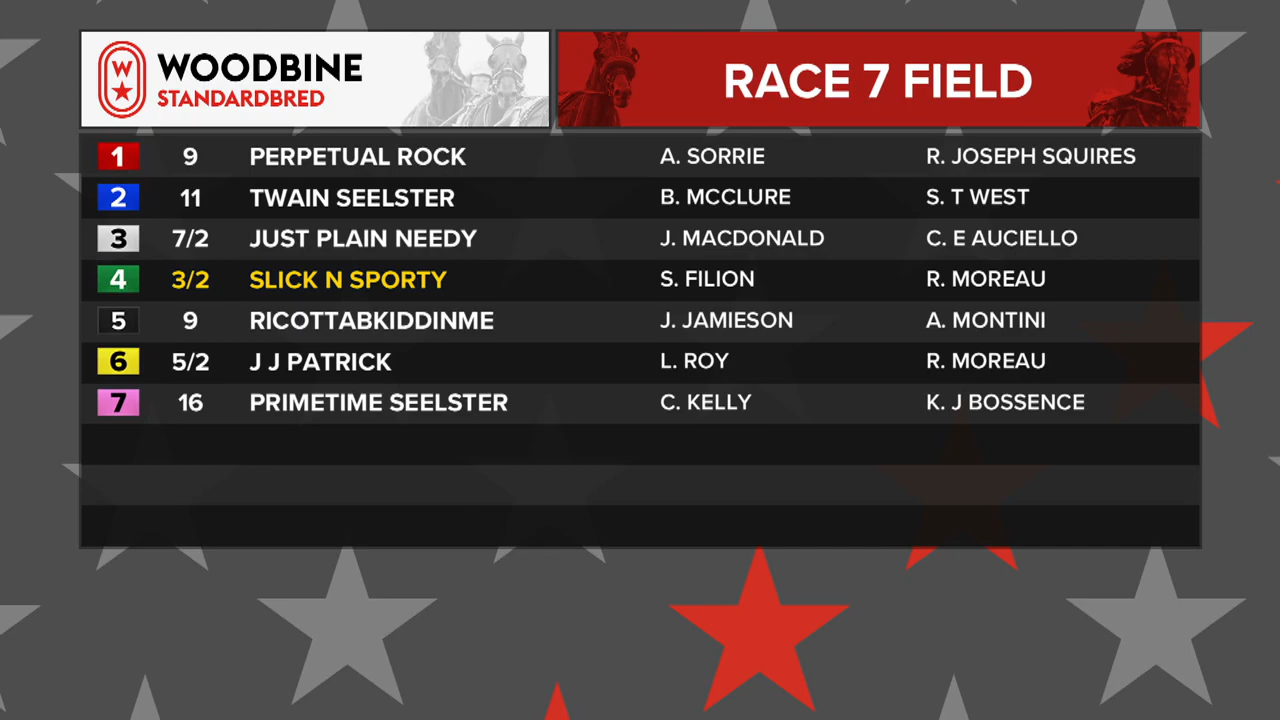 W WOODBINE
STANDARDBRED
RACE 7 FIELD
1 9 PERPETUAL ROCK A. SORRIE R. JOSEPH SQUIRES
2 11 TWAIN SEELSTER B. MCCLURE S. T WEST
3 7/2 JUST PLAIN NEEDY J. MACDONALD C. E AUCIELLO
4 3/2 SLICK N SPORTY S. FILION R. MOREAU
5 9 RICOTTABKIDDINME J. JAMIESON A. MONTINI
6 5/2 J J PATRICK L. ROY R. MOREAU
7 16 PRIMETIME SEELSTER C. KELLY K. J BOSSENCE